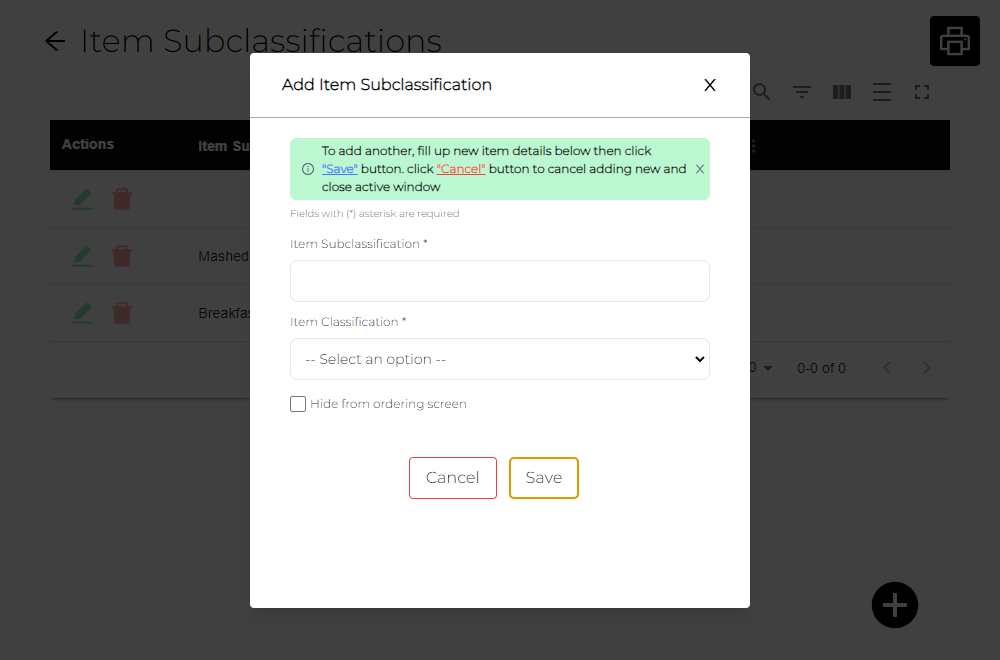 Item Subclassifications
Add Item Subclassification
X
Actions
Item Su
To add another, fill up new item details below then click
"Save" button. click "Cancel" button to cancel adding new and
close active window
Fields with (*) asterisk are required
Item Subclassification *
Mashed
Breakfas
Item Classification *
-- Select an option --
0-0 of 0
Hide from ordering screen
Cancel
Save